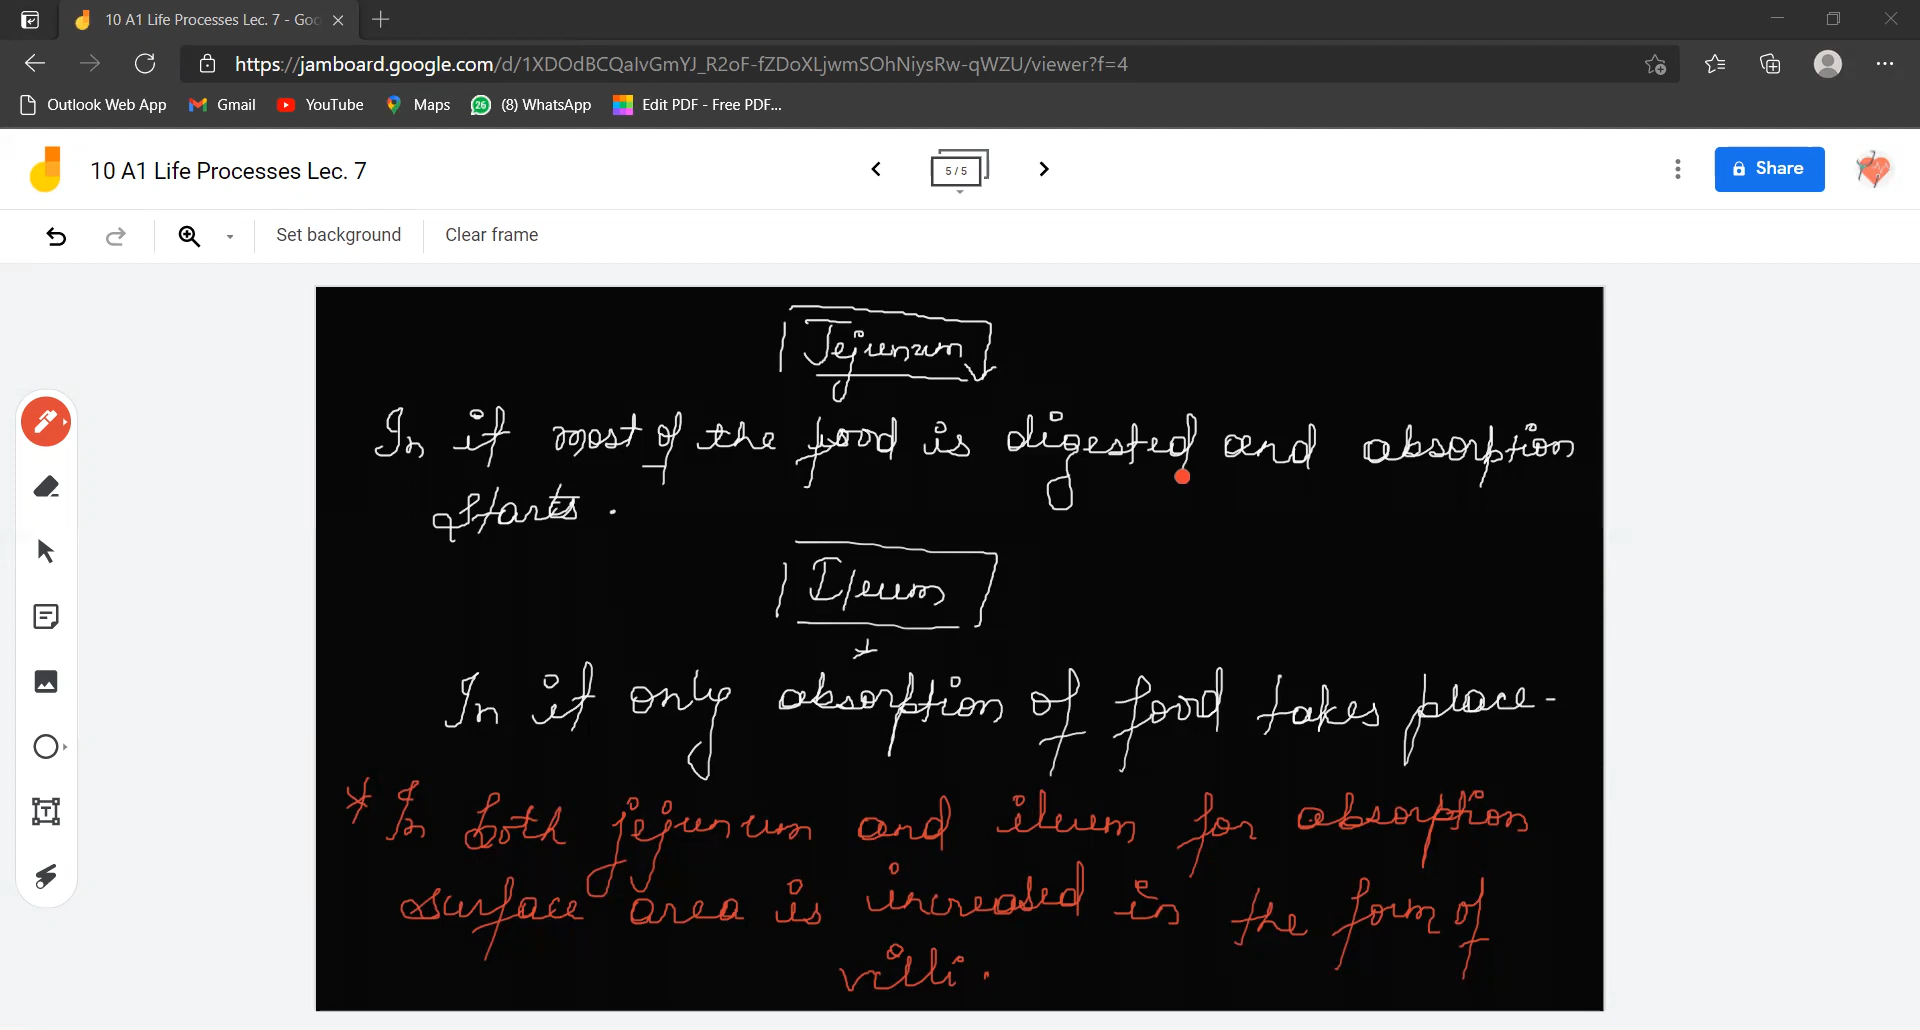 10 A1 Life Processes Lec. 7 - Goo
https://jamboard.google.com/d/1XDOdBCQaIvGmYJ_R2oF-fZDoXLjwmSOhNiysRw-qWZU/viewer?f=4
Outlook Web App Gmail YouTube Maps 26 (8) WhatsApp Edit PDF - Free PDF...
10 A1 Life Processes Lec. 7 5 / 5 Share
Set background Clear frame
Jejunum
In it most of the food is digested and absorption
starts.
Ileum
In it only absorption of food takes place-
* In both jejunum and ileum for absorption
surface area is increased in the form of
villi.